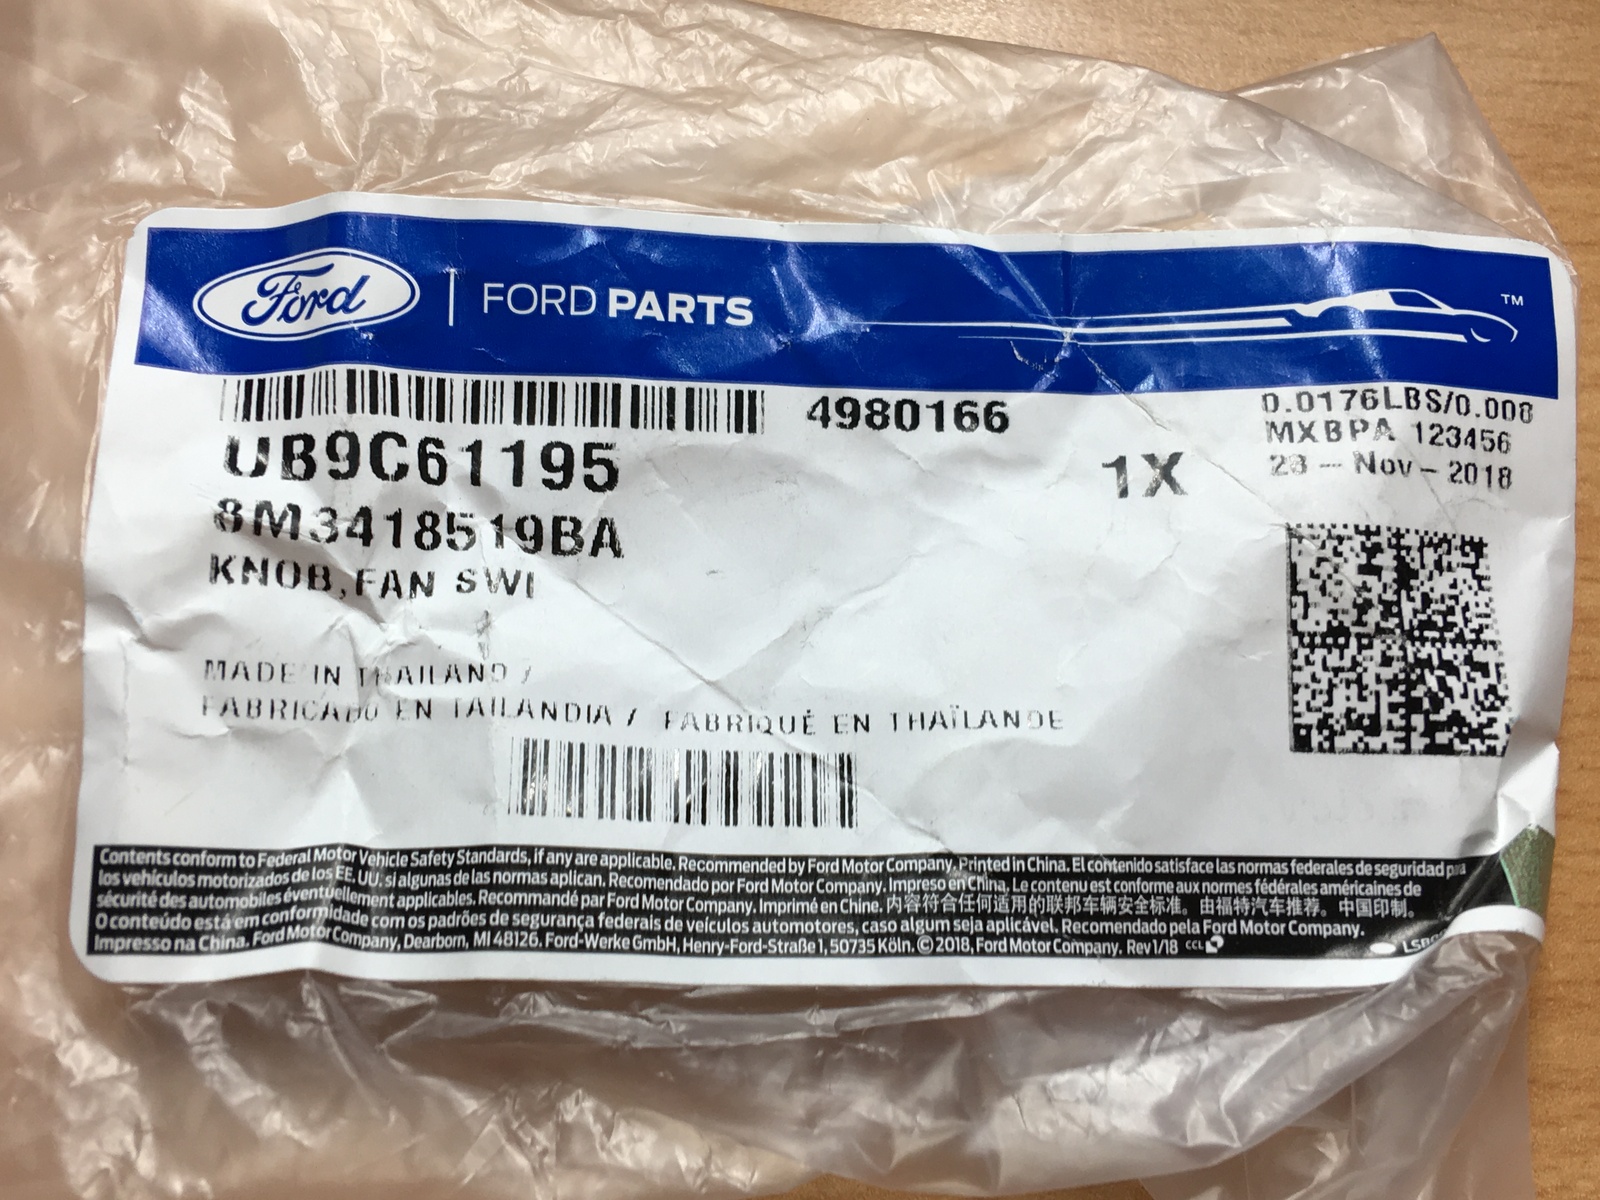 Ford
FORD PARTS
TM
4980166
0.0176LBS/0.008
UB9C61195
1X
MXBPA 123456
28 - Nov - 2018
8M3418519BA
KNOB,FAN SWI
MADE IN THAILAND /
FABRICADO EN TAILANDIA / FABRIQUÉ EN THAÏLANDE
Contents conform to Federal Motor Vehicle Safety Standards, if any are applicable. Recommended by Ford Motor Company. Printed in China. El contenido satisface las normas federales de seguridad para
los vehículos motorizados de los EE. UU. si algunas de las normas aplican. Recomendado por Ford Motor Company. Impreso en China. Le contenu est conforme aux normes fédérales américaines de
sécurité des automobiles éventuellement applicables. Recommandé par Ford Motor Company. Imprimé en Chine. 内容符合任何适用的联邦车辆安全标准。由福特汽车推荐。中国印制。
O conteúdo está em conformidade com os padrões de segurança federais de veículos automotores, caso algum seja aplicável. Recomendado pela Ford Motor Company.
Impresso na China. Ford Motor Company, Dearborn, MI 48126. Ford-Werke GmbH, Henry-Ford-Straße 1, 50735 Köln. © 2018, Ford Motor Company. Rev 1/18 CCL